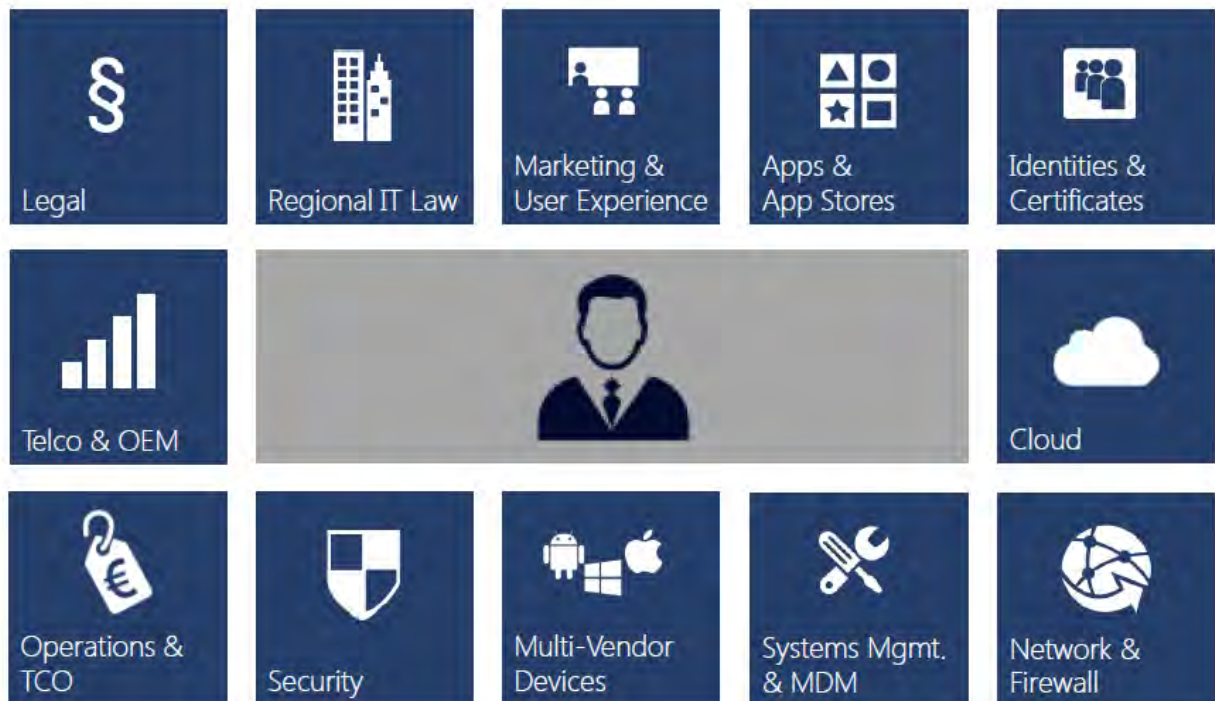 §
Legal
Regional IT Law
Marketing &
User Experience
Apps &
App Stores
Identities &
Certificates
Telco & OEM
Cloud
€
Operations &
TCO
Security
Multi-Vendor
Devices
Systems Mgmt.
& MDM
Network &
Firewall